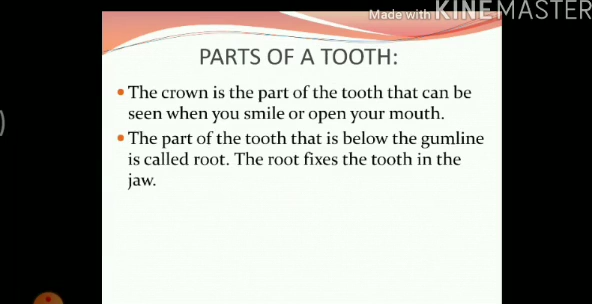 Made with KINEMASTER
PARTS OF A TOOTH:
The crown is the part of the tooth that can be
seen when you smile or open your mouth.
The part of the tooth that is below the gumline
is called root. The root fixes the tooth in the
jaw.